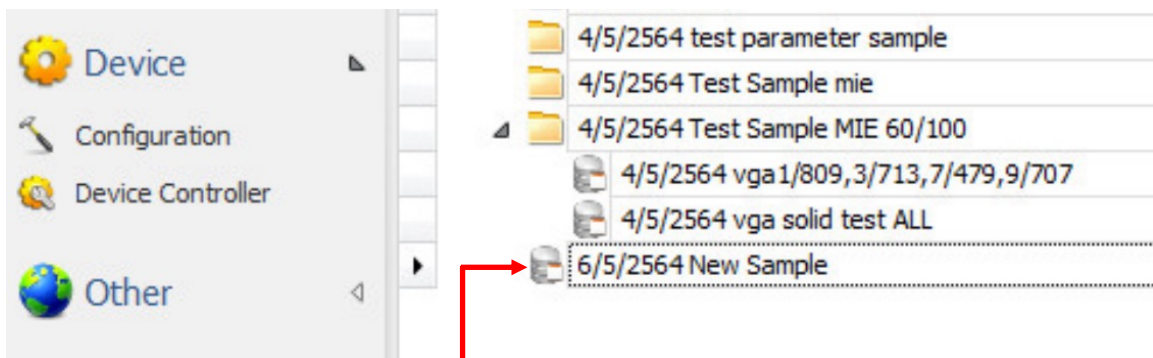 Device
Configuration
Device Controller
Other
4/5/2564 test parameter sample
4/5/2564 Test Sample mie
4/5/2564 Test Sample MIE 60/100
4/5/2564 vga1/809,3/713,7/479,9/707
4/5/2564 vga solid test ALL
6/5/2564 New Sample